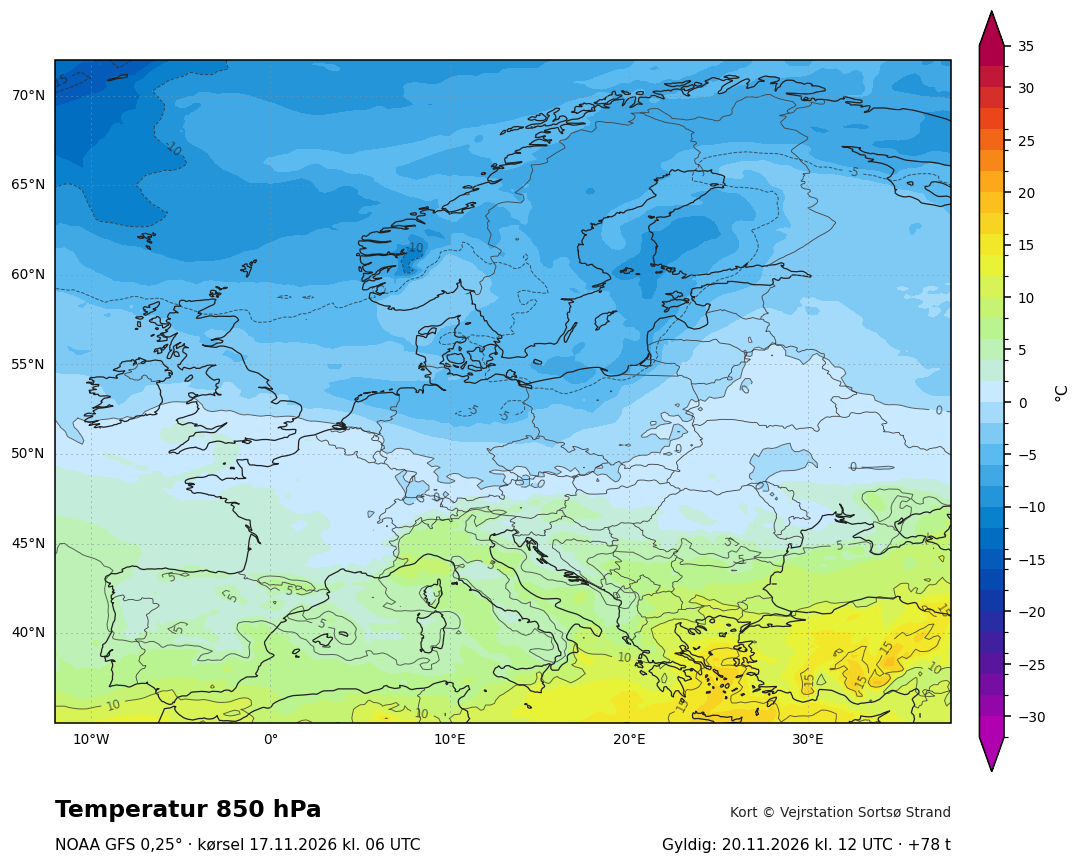 35
30
25
20
15
10
5
0
−5
−10
−15
−20
−25
−30
°C
70°N
65°N
60°N
55°N
50°N
45°N
40°N
10°W
0°
10°E
20°E
30°E
Temperatur 850 hPa
Kort © Vejrstation Sortsø Strand
NOAA GFS 0,25° · kørsel 17.11.2026 kl. 06 UTC
Gyldig: 20.11.2026 kl. 12 UTC · +78 t